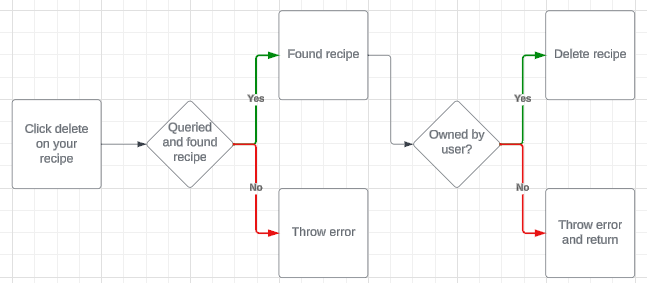 Click delete
on your
recipe
Queried
and found
recipe
Yes
No
Found recipe
Throw error
Owned by
user?
Yes
No
Delete recipe
Throw error
and return